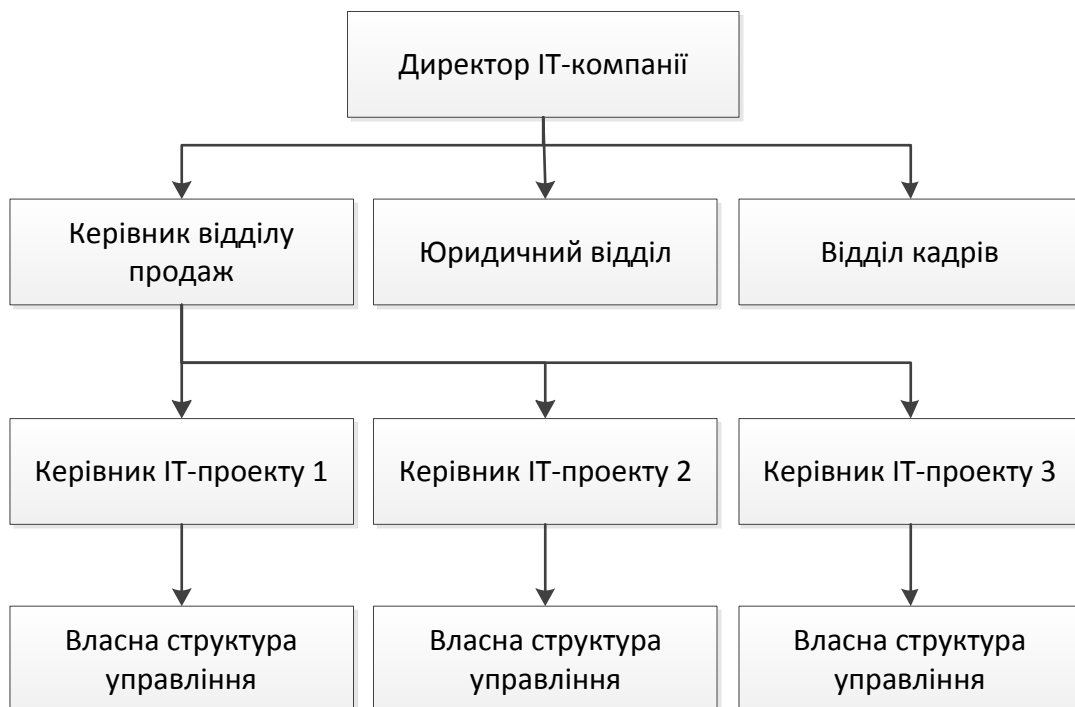 Директор ІТ-компанії
Керівник відділу
продаж
Юридичний відділ
Відділ кадрів
Керівник ІТ-проекту 1
Керівник ІТ-проекту 2
Керівник ІТ-проекту 3
Власна структура
управління
Власна структура
управління
Власна структура
управління